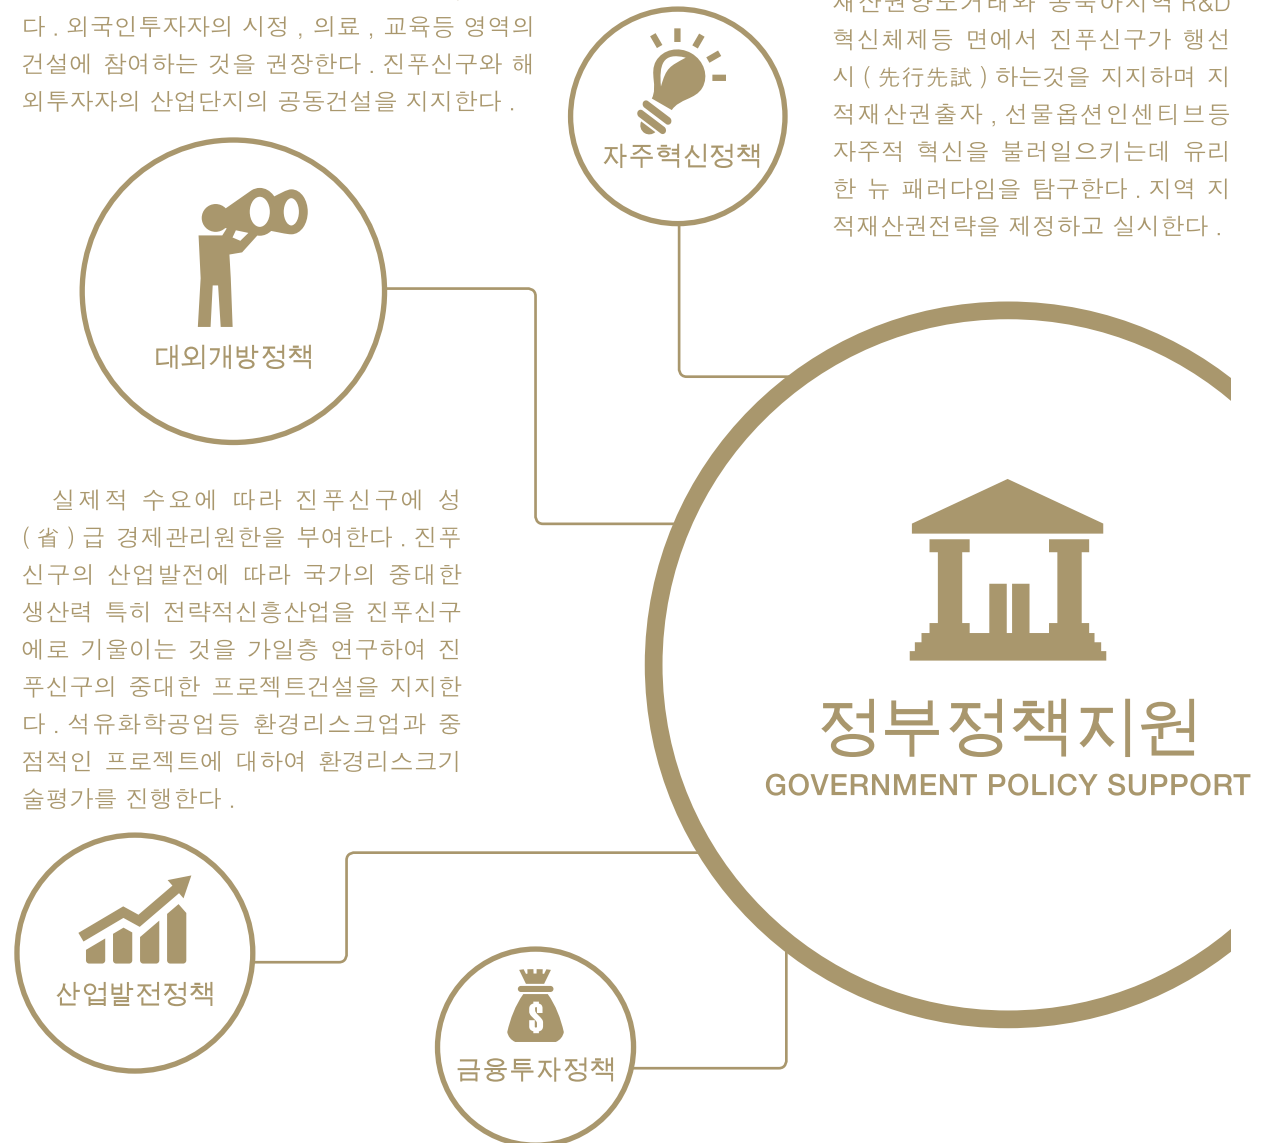 다 . 외국인투자자의 시정 , 의료 , 교육등 영역의
건설에 참여하는 것을 권장한다 . 진푸신구와 해
외투자자의 산업단지의 공동건설을 지지한다 .
자주혁신정책
재산권양도거래와 동북아지역 R&D
혁신체제등 면에서 진푸신구가 행선
시 ( 先行先試 ) 하는것을 지지하며 지
적재산권출자 , 선물옵션인센티브등
자주적 혁신을 불러일으키는데 유리
한 뉴 패러다임을 탐구한다 . 지역 지
적재산권전략을 제정하고 실시한다 .
대외개방정책
실제적 수요에 따라 진푸신구에 성
( 省 ) 급 경제관리원한을 부여한다 . 진푸
신구의 산업발전에 따라 국가의 중대한
생산력 특히 전략적신흥산업을 진푸신구
에로 기울이는 것을 가일층 연구하여 진
푸신구의 중대한 프로젝트건설을 지지한
다 . 석유화학공업등 환경리스크업과 중
점적인 프로젝트에 대하여 환경리스크기
술평가를 진행한다 .
정부정책지원
GOVERNMENT POLICY SUPPORT
산업발전정책
금융투자정책